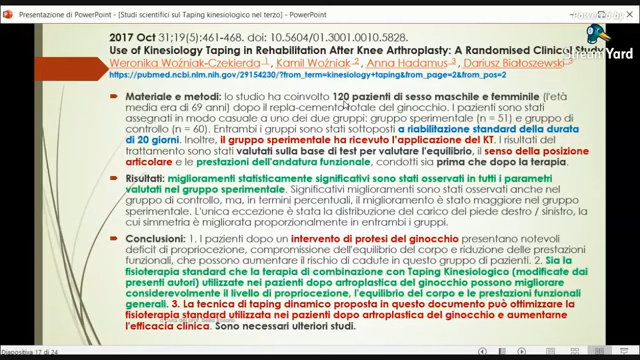 Presentazione di PowerPoint - [Studi scientifici sul Taping kinesiologico nel terzo] - PowerPoint
2017 Oct 31;19(5):461-468. doi: 10.5604/01.3001.0010.5828.
Use of Kinesiology Taping in Rehabilitation After Knee Arthroplasty: A Randomised Clinical Study
Weronika Woźniak-Czekierda 1, Kamil Woźniak 2, Anna Hadamus 3, Dariusz Białoszewski 3
https://pubmed.ncbi.nlm.nih.gov/29154230/?from_term=kinesiology+taping&from_page=2&from_pos=2
Powered by
StreamYard
Materiale e metodi: lo studio ha coinvolto 120 pazienti di sesso maschile e femminile (l'età
media era di 69 anni) dopo il repla-cemento totale del ginocchio. I pazienti sono stati
assegnati in modo casuale a uno dei due gruppi: gruppo sperimentale (n = 51) e gruppo di
controllo (n = 60). Entrambi i gruppi sono stati sottoposti a riabilitazione standard della durata
di 20 giorni. Inoltre, il gruppo sperimentale ha ricevuto l'applicazione del KT. I risultati del
trattamento sono stati valutati sulla base di test per valutare l'equilibrio, il senso della posizione
articolare e le prestazioni dell'andatura funzionale, condotti sia prima che dopo la terapia.
Risultati: miglioramenti statisticamente significativi sono stati osservati in tutti i parametri
valutati nel gruppo sperimentale. Significativi miglioramenti sono stati osservati anche nel
gruppo di controllo, ma, in termini percentuali, il miglioramento è stato maggiore nel gruppo
sperimentale. L'unica eccezione è stata la distribuzione del carico del piede destro / sinistro, la
cui simmetria è migliorata proporzionalmente in entrambi i gruppi.
Conclusioni: 1. I pazienti dopo un intervento di protesi del ginocchio presentano notevoli
deficit di propriocezione, compromissione dell'equilibrio del corpo e riduzione delle prestazioni
funzionali, che possono aumentare il rischio di cadute in questo gruppo di pazienti. 2. Sia la
fisioterapia standard che la terapia di combinazione con Taping Kinesiologico (modificate dai
presenti autori) utilizzate nei pazienti dopo artroplastica del ginocchio possono migliorare
considerevolmente il livello di propriocezione, l'equilibrio del corpo e le prestazioni funzionali
generali. 3. La tecnica di taping dinamico proposta in questo documento può ottimizzare la
fisioterapia standard utilizzata nei pazienti dopo artroplastica del ginocchio e aumentarne
l'efficacia clinica. Sono necessari ulteriori studi.
Diapositiva 17 di 24